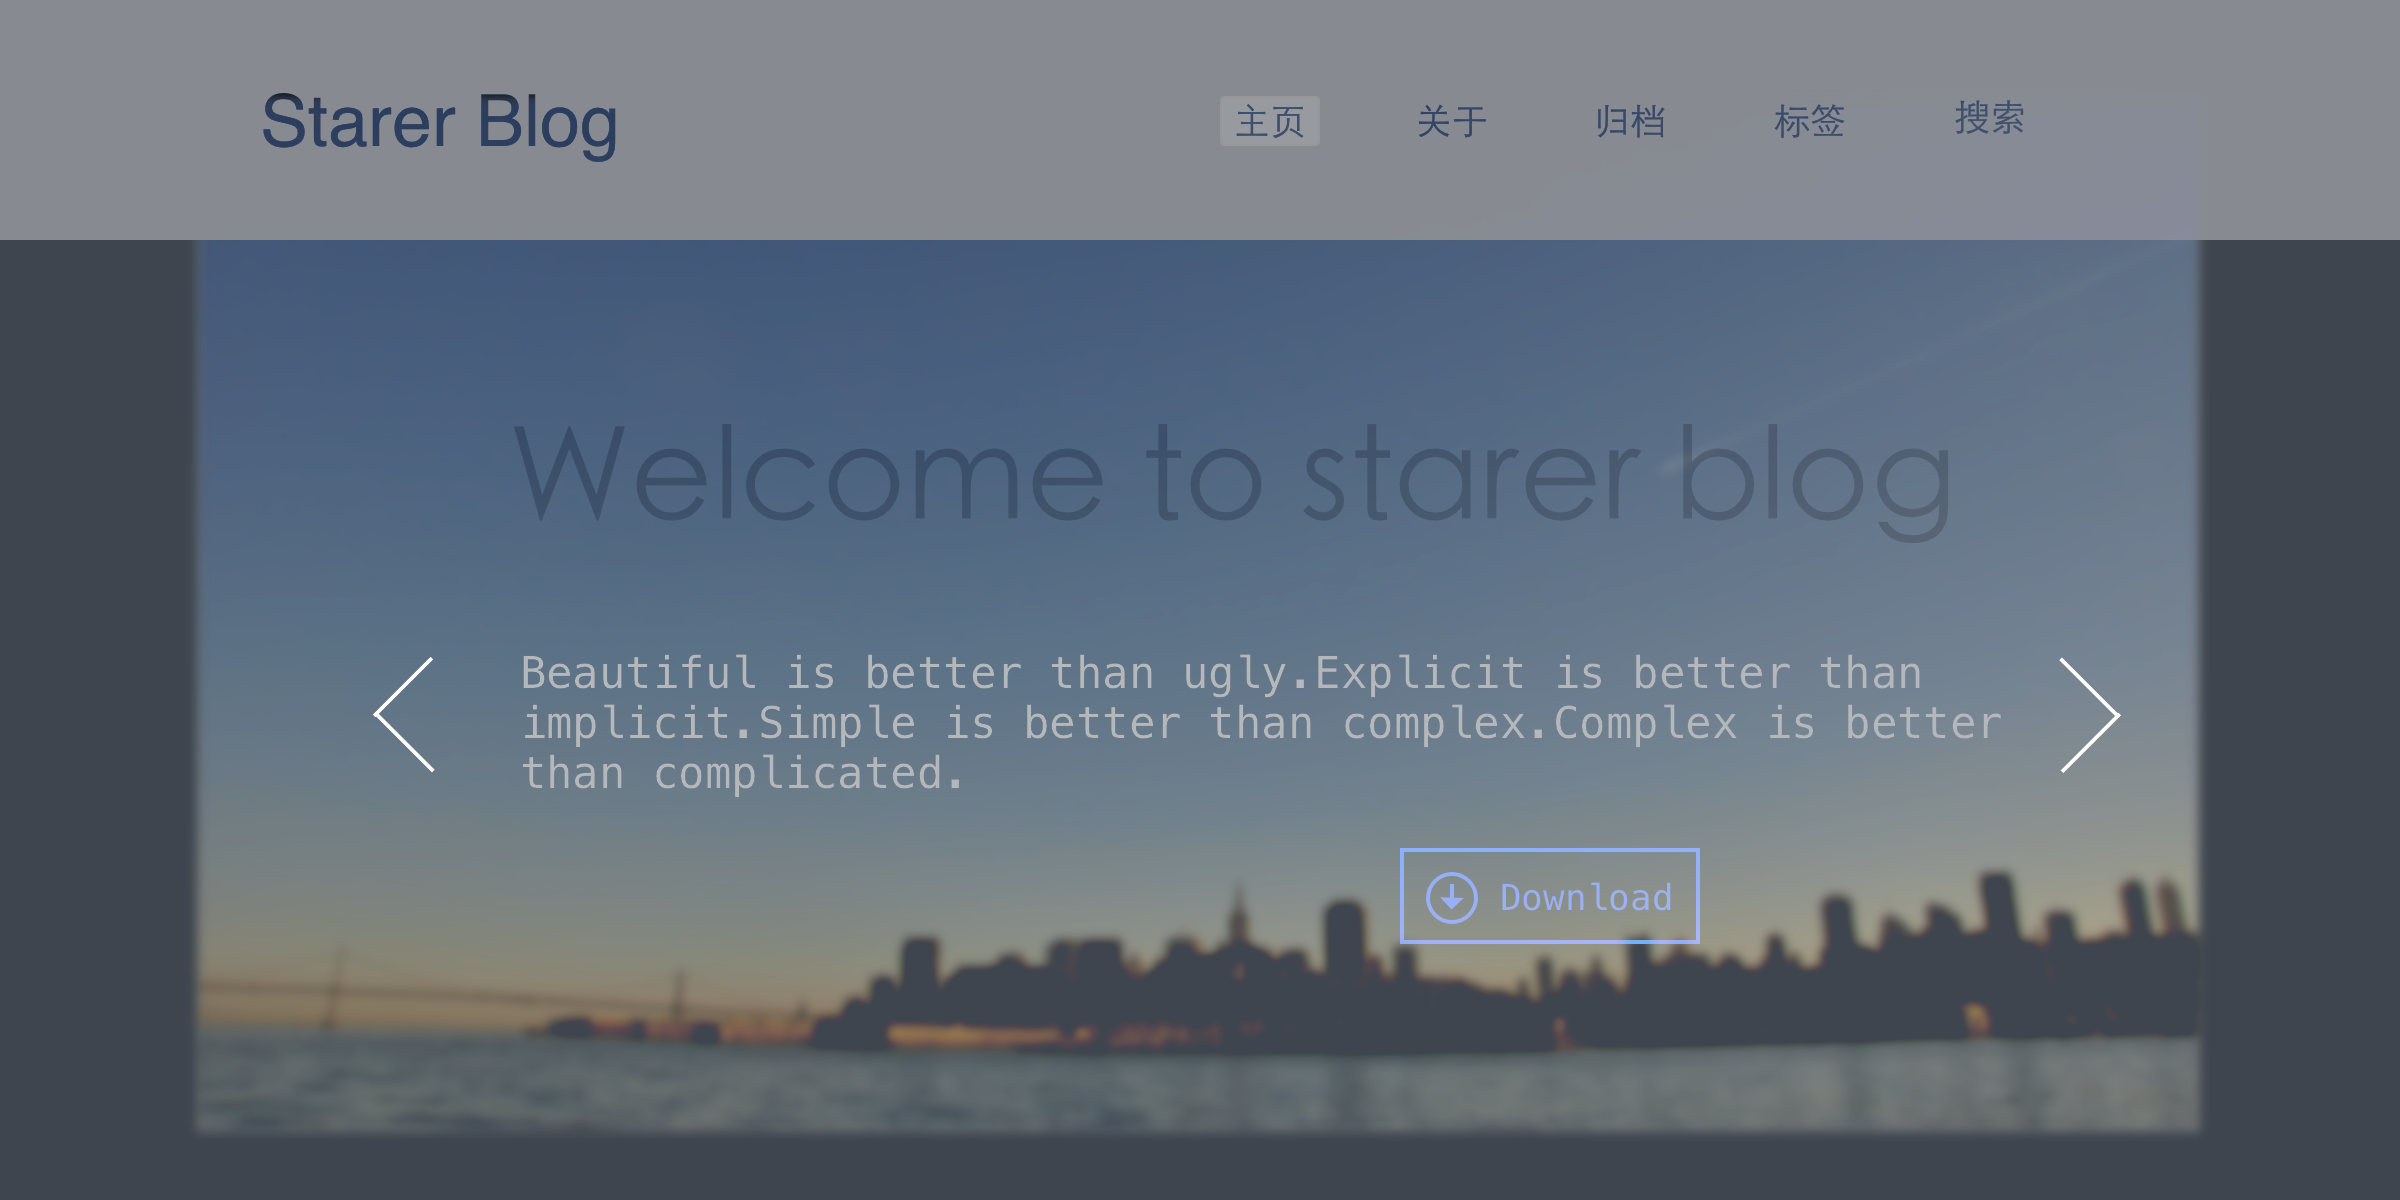 Starer Blog 主页 关于 归档 标签 搜索
Welcome to starer blog
Beautiful is better than ugly.Explicit is better than
implicit.Simple is better than complex.Complex is better
than complicated.
Download